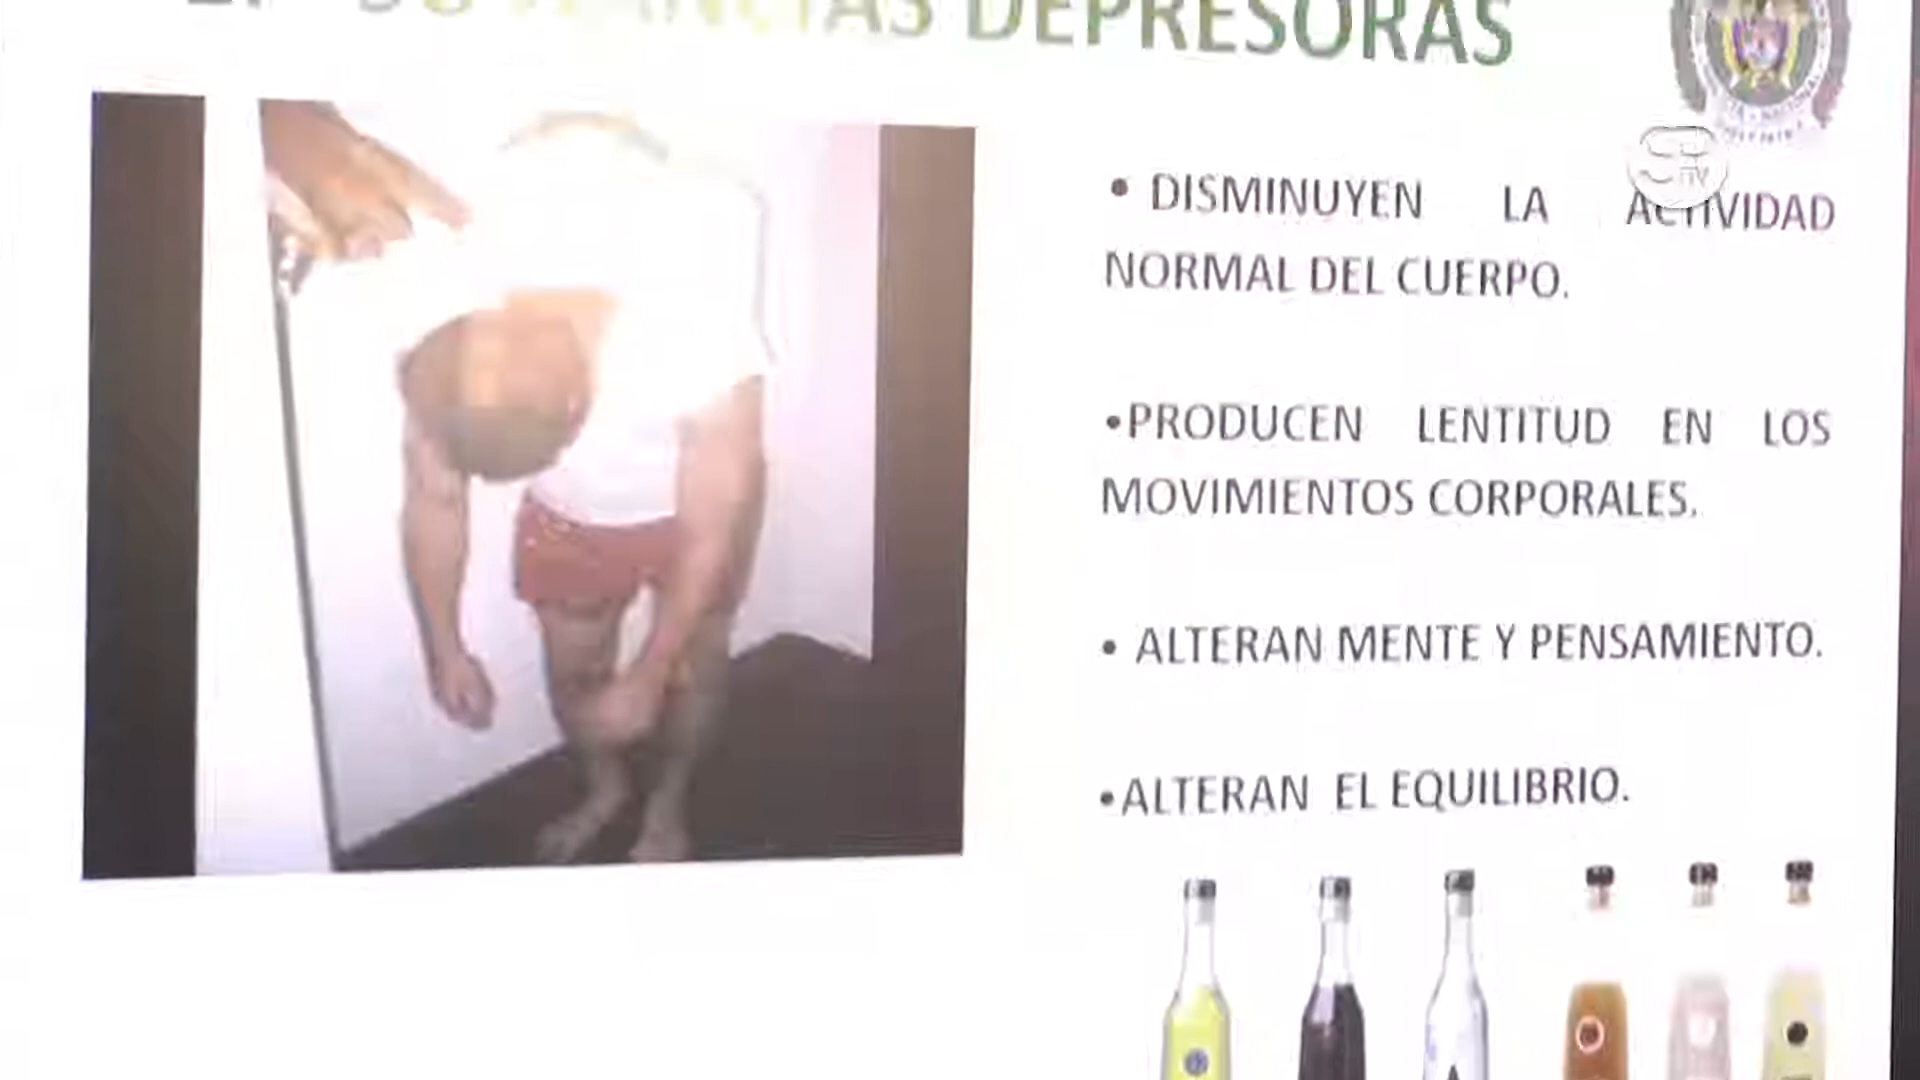 DEPRESORAS
• DISMINUYEN LA ACTIVIDAD
NORMAL DEL CUERPO.
•PRODUCEN LENTITUD EN LOS
MOVIMIENTOS CORPORALES.
• ALTERAN MENTE Y PENSAMIENTO.
•ALTERAN EL EQUILIBRIO.